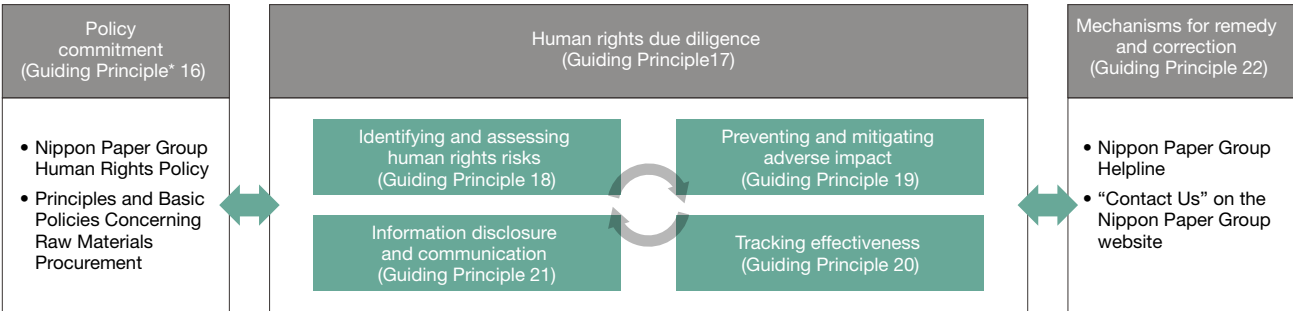 Policy
commitment
(Guiding Principle* 16)
• Nippon Paper Group
Human Rights Policy
• Principles and Basic
Policies Concerning
Raw Materials
Procurement
Human rights due diligence
(Guiding Principle17)
Identifying and assessing
human rights risks
(Guiding Principle 18)
Preventing and mitigating
adverse impact
(Guiding Principle 19)
Information disclosure
and communication
(Guiding Principle 21)
Tracking effectiveness
(Guiding Principle 20)
Mechanisms for remedy
and correction
(Guiding Principle 22)
• Nippon Paper Group
Helpline
• “Contact Us” on the
Nippon Paper Group
website